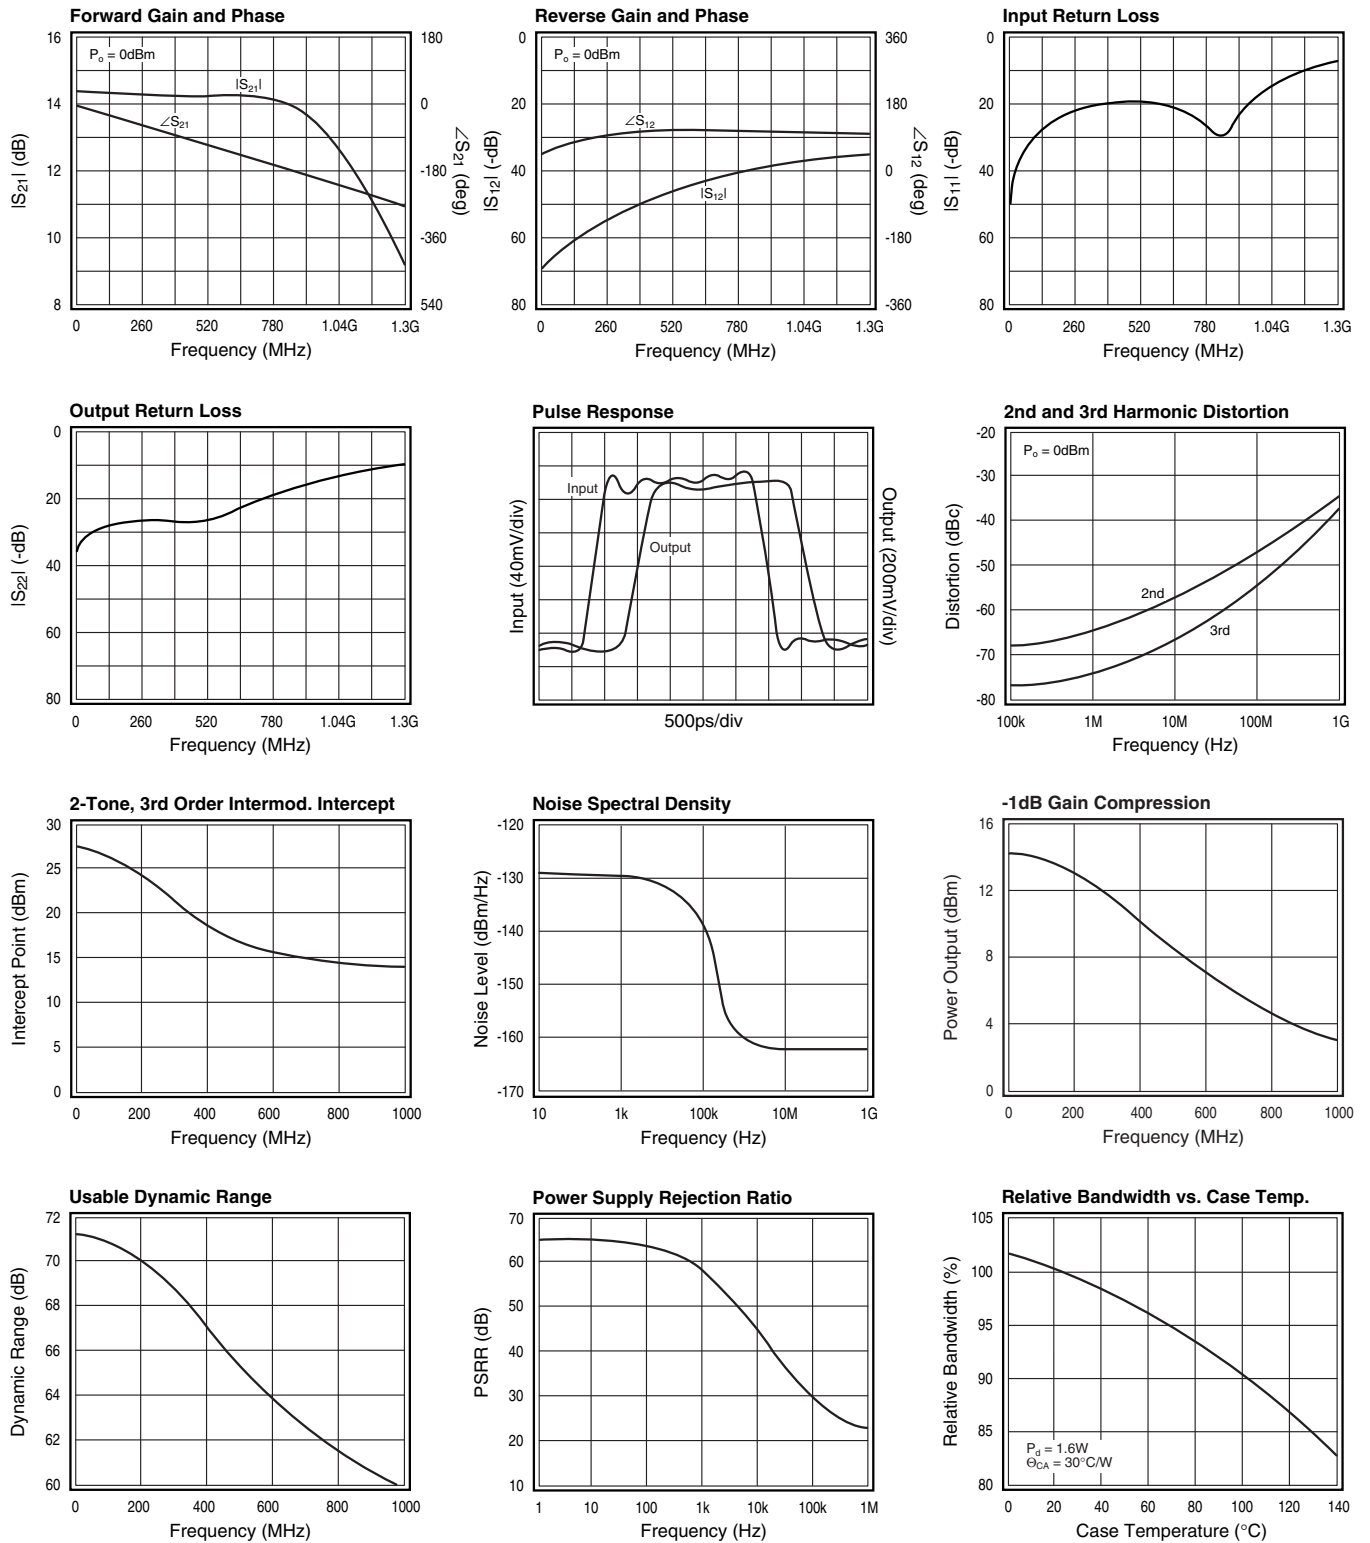 Forward Gain and Phase
16
14
12
10
8
|S21| (dB)
Po = 0dBm
|S21|
∠S21
180
0
-180
-360
540
∠S21 (deg)
0 260 520 780 1.04G 1.3G
Frequency (MHz)
Reverse Gain and Phase
0
20
40
60
80
|S12| (-dB)
Po = 0dBm
∠S12
|S12|
360
180
0
-180
-360
∠S12 (deg)
0 260 520 780 1.04G 1.3G
Frequency (MHz)
Input Return Loss
0
20
40
60
80
|S11| (-dB)
0 260 520 780 1.04G 1.3G
Frequency (MHz)
Output Return Loss
0
20
40
60
80
|S22| (-dB)
0 260 520 780 1.04G 1.3G
Frequency (MHz)
Pulse Response
Input (40mV/div)
Input
Output
Output (200mV/div)
500ps/div
2nd and 3rd Harmonic Distortion
-20
-30
-40
-50
-60
-70
-80
Distortion (dBc)
Po = 0dBm
2nd
3rd
100k 1M 10M 100M 1G
Frequency (Hz)
2-Tone, 3rd Order Intermod. Intercept
30
25
20
15
10
5
0
Intercept Point (dBm)
0 200 400 600 800 1000
Frequency (MHz)
Noise Spectral Density
-120
-130
-140
-150
-160
-170
Noise Level (dBm/Hz)
10 1k 100k 10M 1G
Frequency (Hz)
-1dB Gain Compression
16
12
8
4
0
Power Output (dBm)
0 200 400 600 800 1000
Frequency (MHz)
Usable Dynamic Range
72
70
68
66
64
62
60
Dynamic Range (dB)
0 200 400 600 800 1000
Frequency (MHz)
Power Supply Rejection Ratio
70
60
50
40
30
20
10
PSRR (dB)
1 10 100 1k 10k 100k 1M
Frequency (Hz)
Relative Bandwidth vs. Case Temp.
105
100
95
90
85
80
Relative Bandwidth (%)
Pd = 1.6W
ΘCA = 30°C/W
0 20 40 60 80 100 120 140
Case Temperature (°C)